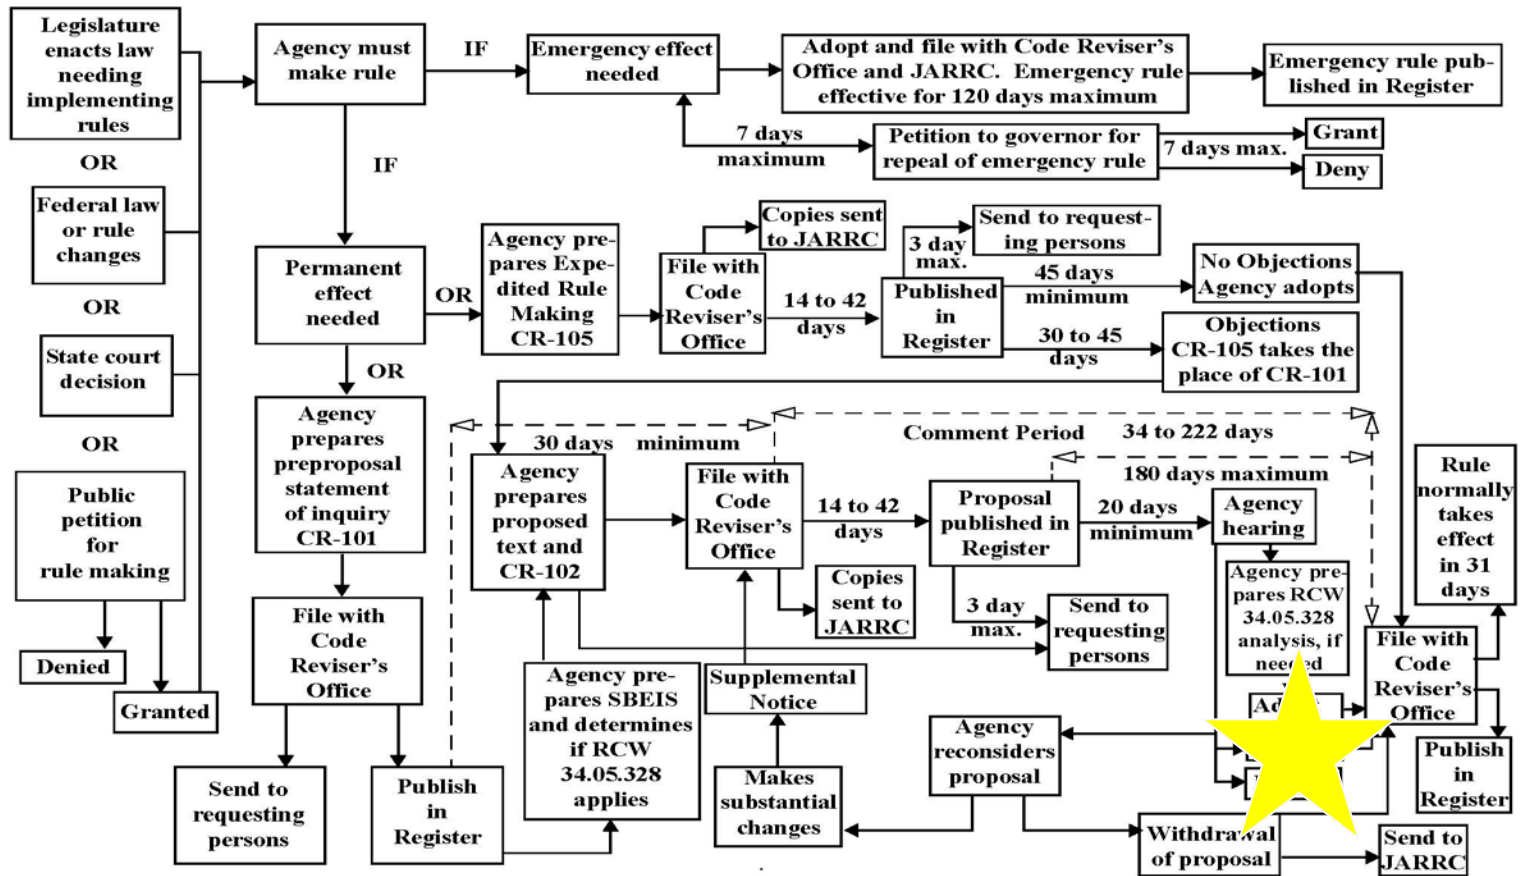 Legislature
enacts law
needing
implementing
rules
OR
Federal law
or rule
changes
OR
State court
decision
OR
Public
petition
for
rule making
Denied
Granted
Agency must
make rule
IF
Emergency effect
needed
Adopt and file with Code Reviser's
Office and JARRC. Emergency rule
effective for 120 days maximum
Emergency rule pub-
lished in Register
7 days
maximum
Petition to governor for
repeal of emergency rule
7 days max.
Grant
Deny
IF
Permanent
effect
needed
OR
Agency pre-
pares Expe-
dited Rule
Making
CR-105
File with
Code
Reviser's
Office
Copies sent
to JARRC
14 to 42
days
Published
in
Register
3 day
max.
Send to request-
ing persons
45 days
minimum
No Objections
Agency adopts
30 to 45
days
Objections
CR-105 takes the
place of CR-101
OR
Agency
prepares
preproposal
statement
of inquiry
CR-101
File with
Code
Reviser's
Office
Send to
requesting
persons
Publish
in
Register
30 days minimum
Agency
prepares
proposed
text and
CR-102
Agency pre-
pares SBEIS
and determines
if RCW
34.05.328
applies
File with
Code
Reviser's
Office
Comment Period 34 to 222 days
180 days maximum
14 to 42
days
Copies
sent to
JARRC
Proposal
published in
Register
3 day
max.
Send to
requesting
persons
20 days
minimum
Agency
hearing
Agency pre-
pares RCW
34.05.328
analysis, if
needed
Supplemental
Notice
Makes
substantial
changes
Agency
reconsiders
proposal
Withdrawal
of proposal
Send to
JARRC
File with
Code
Reviser's
Office
Rule
normally
takes
effect
in 31
days
Publish
in
Register